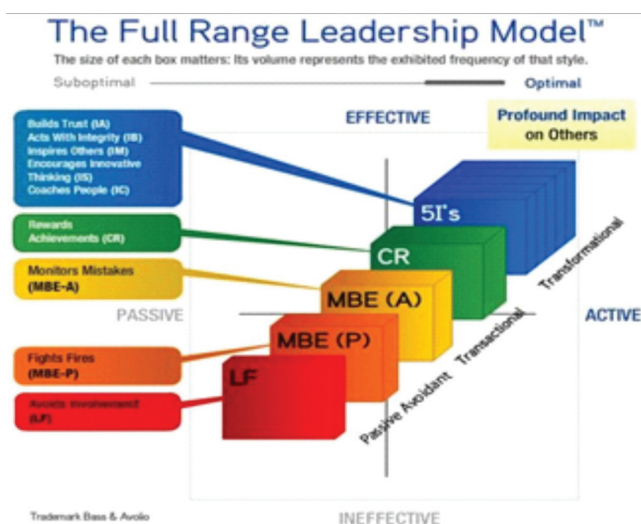 The Full Range Leadership Model™
The size of each box matters: Its volume represents the exhibited frequency of that style.
Suboptimal
Optimal
EFFECTIVE
Profound Impact
on Others
Builds Trust (IA)
Acts With Integrity (IB)
Inspires Others (IM)
Encourages Innovative
Thinking (IS)
Coaches People (IC)
5I's
Rewards
Achievements (CR)
CR
Transformational
Monitors Mistakes
(MBE-A)
MBE (A)
PASSIVE
ACTIVE
Transactional
MBE (P)
Fights Fires
(MBE-P)
Passive Avoidant
LF
Avoids Involvement
(LF)
Trademark Bass & Avolio
INEFFECTIVE